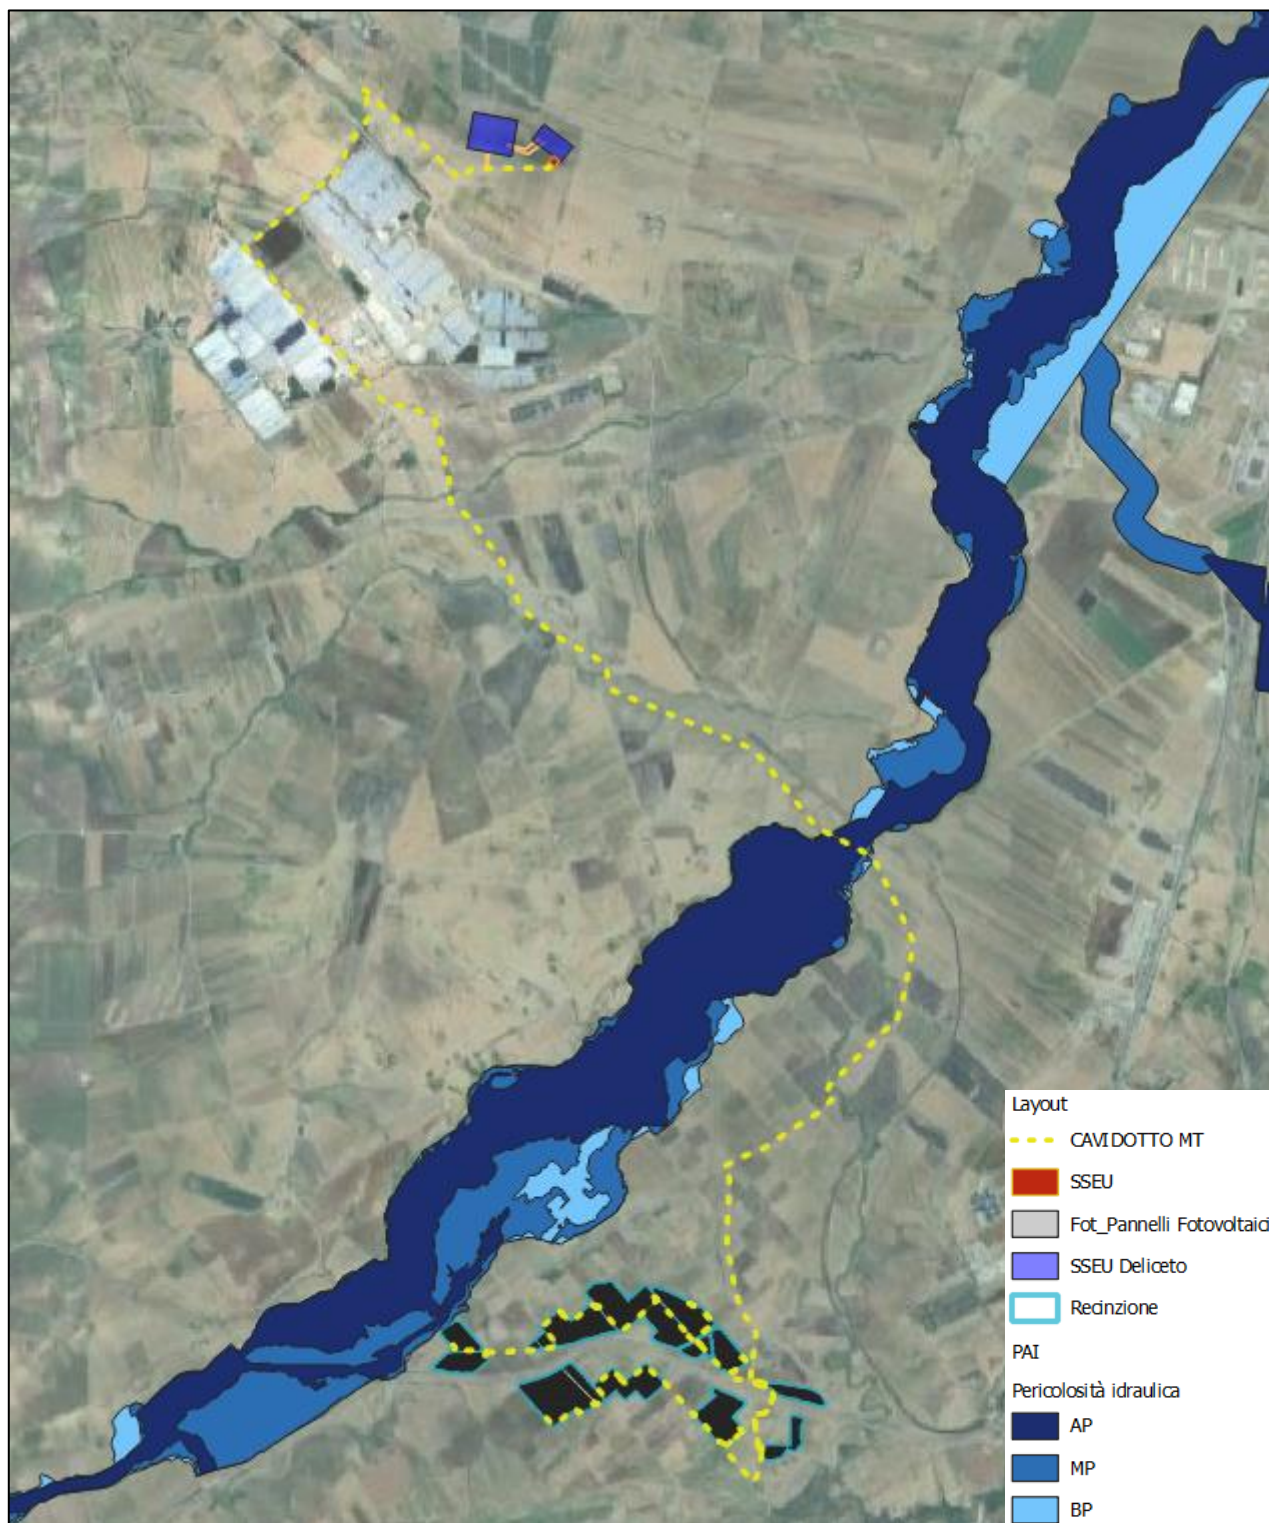 Layout
CAVIDOTTO MT
SSEU
Fot_Pannelli Fotovoltaici
SSEU Deliceto
Recinzione
PAI
Pericolosità idraulica
AP
MP
BP